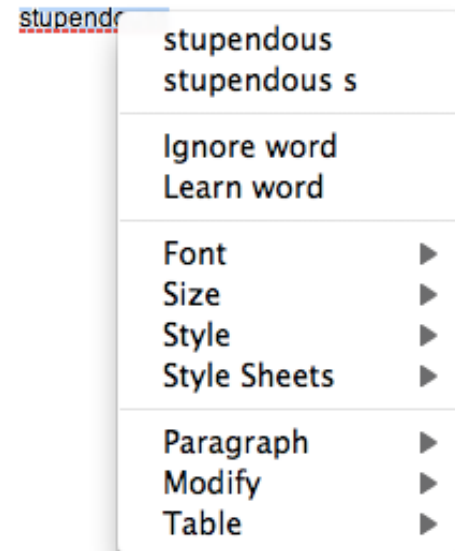 stupendo
stupendous
stupendous s
Ignore word
Learn word
Font
Size
Style
Style Sheets
Paragraph
Modify
Table